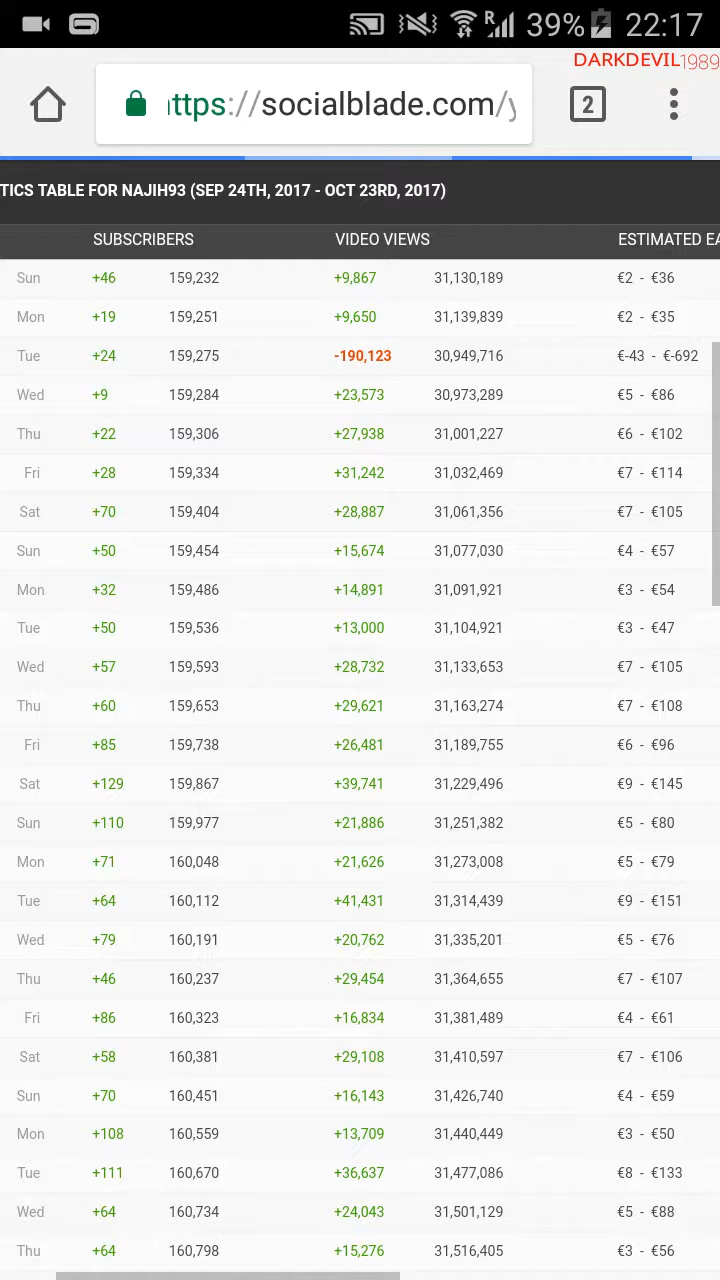 39% 22:17
DARKDEVIL1989
ttps://socialblade.com/y
2
TICS TABLE FOR NAJIH93 (SEP 24TH, 2017 - OCT 23RD, 2017)
SUBSCRIBERS VIDEO VIEWS ESTIMATED EA
Sun +46 159,232 +9,867 31,130,189 €2 - €36
Mon +19 159,251 +9,650 31,139,839 €2 - €35
Tue +24 159,275 -190,123 30,949,716 €-43 - €-692
Wed +9 159,284 +23,573 30,973,289 €5 - €86
Thu +22 159,306 +27,938 31,001,227 €6 - €102
Fri +28 159,334 +31,242 31,032,469 €7 - €114
Sat +70 159,404 +28,887 31,061,356 €7 - €105
Sun +50 159,454 +15,674 31,077,030 €4 - €57
Mon +32 159,486 +14,891 31,091,921 €3 - €54
Tue +50 159,536 +13,000 31,104,921 €3 - €47
Wed +57 159,593 +28,732 31,133,653 €7 - €105
Thu +60 159,653 +29,621 31,163,274 €7 - €108
Fri +85 159,738 +26,481 31,189,755 €6 - €96
Sat +129 159,867 +39,741 31,229,496 €9 - €145
Sun +110 159,977 +21,886 31,251,382 €5 - €80
Mon +71 160,048 +21,626 31,273,008 €5 - €79
Tue +64 160,112 +41,431 31,314,439 €9 - €151
Wed +79 160,191 +20,762 31,335,201 €5 - €76
Thu +46 160,237 +29,454 31,364,655 €7 - €107
Fri +86 160,323 +16,834 31,381,489 €4 - €61
Sat +58 160,381 +29,108 31,410,597 €7 - €106
Sun +70 160,451 +16,143 31,426,740 €4 - €59
Mon +108 160,559 +13,709 31,440,449 €3 - €50
Tue +111 160,670 +36,637 31,477,086 €8 - €133
Wed +64 160,734 +24,043 31,501,129 €5 - €88
Thu +64 160,798 +15,276 31,516,405 €3 - €56